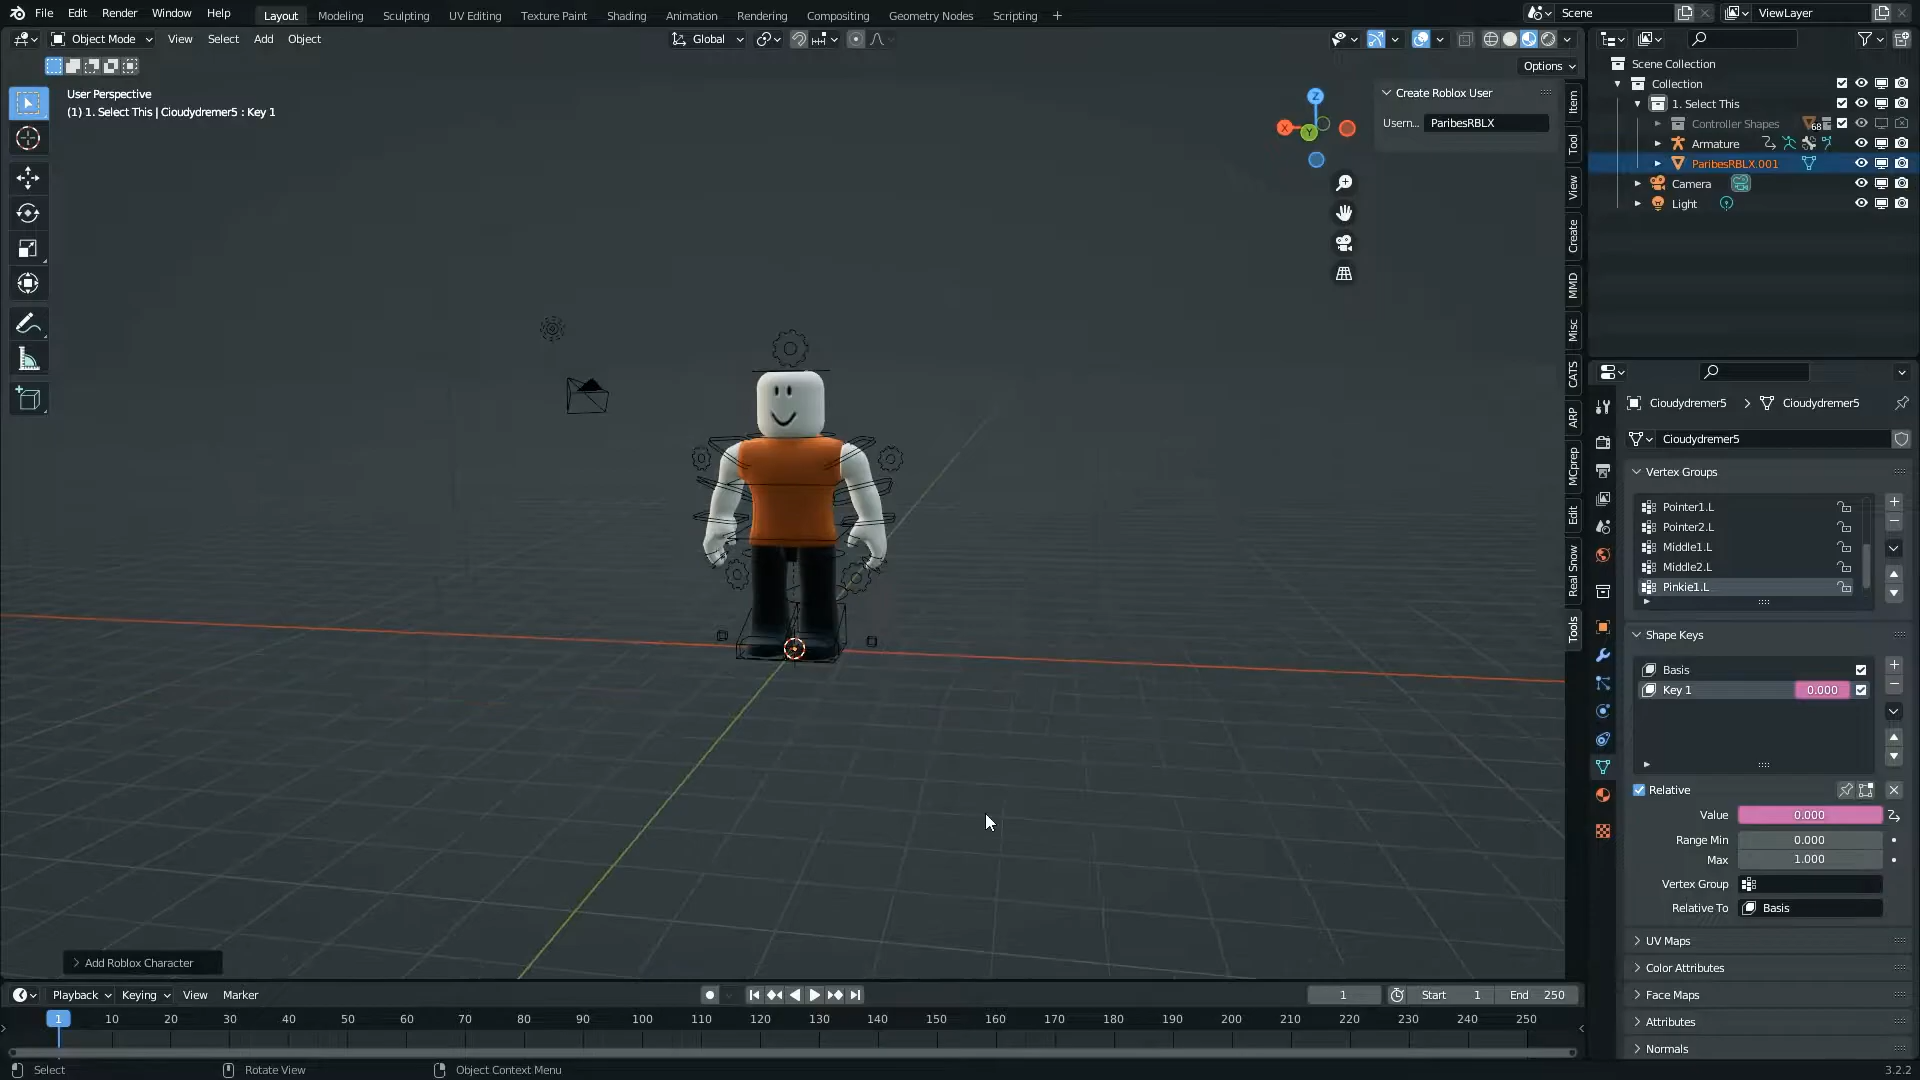 File Edit Render Window Help Layout Modeling Sculpting UV Editing Texture Paint Shading Animation Rendering Compositing Geometry Nodes Scripting + Scene ViewLayer
Object Mode View Select Add Object Global
Options
User Perspective
(1) 1. Select This | Cioudydremer5 : Key 1
Z
X
Y
Create Roblox User
Usern... ParibesRBLX
Item
Tool
View
Create
MMD
Misc
CATS
ARP
MCprep
Edit
Real Snow
Tools
Scene Collection
Collection
1. Select This
Controller Shapes 68
Armature
ParibesRBLX.001
Camera
Light
Cioudydremer5 > Cioudydremer5
Cioudydremer5
Vertex Groups
Pointer1.L
Pointer2.L
Middle1.L
Middle2.L
Pinkie1.L
Shape Keys
Basis
Key 1 0.000
Relative
Value 0.000
Range Min 0.000
Max 1.000
Vertex Group
Relative To Basis
UV Maps
Color Attributes
Face Maps
Attributes
Normals
Add Roblox Character
Playback Keying View Marker 1 Start 1 End 250
1 10 20 30 40 50 60 70 80 90 100 110 120 130 140 150 160 170 180 190 200 210 220 230 240 250
Select Rotate View Object Context Menu 3.2.2